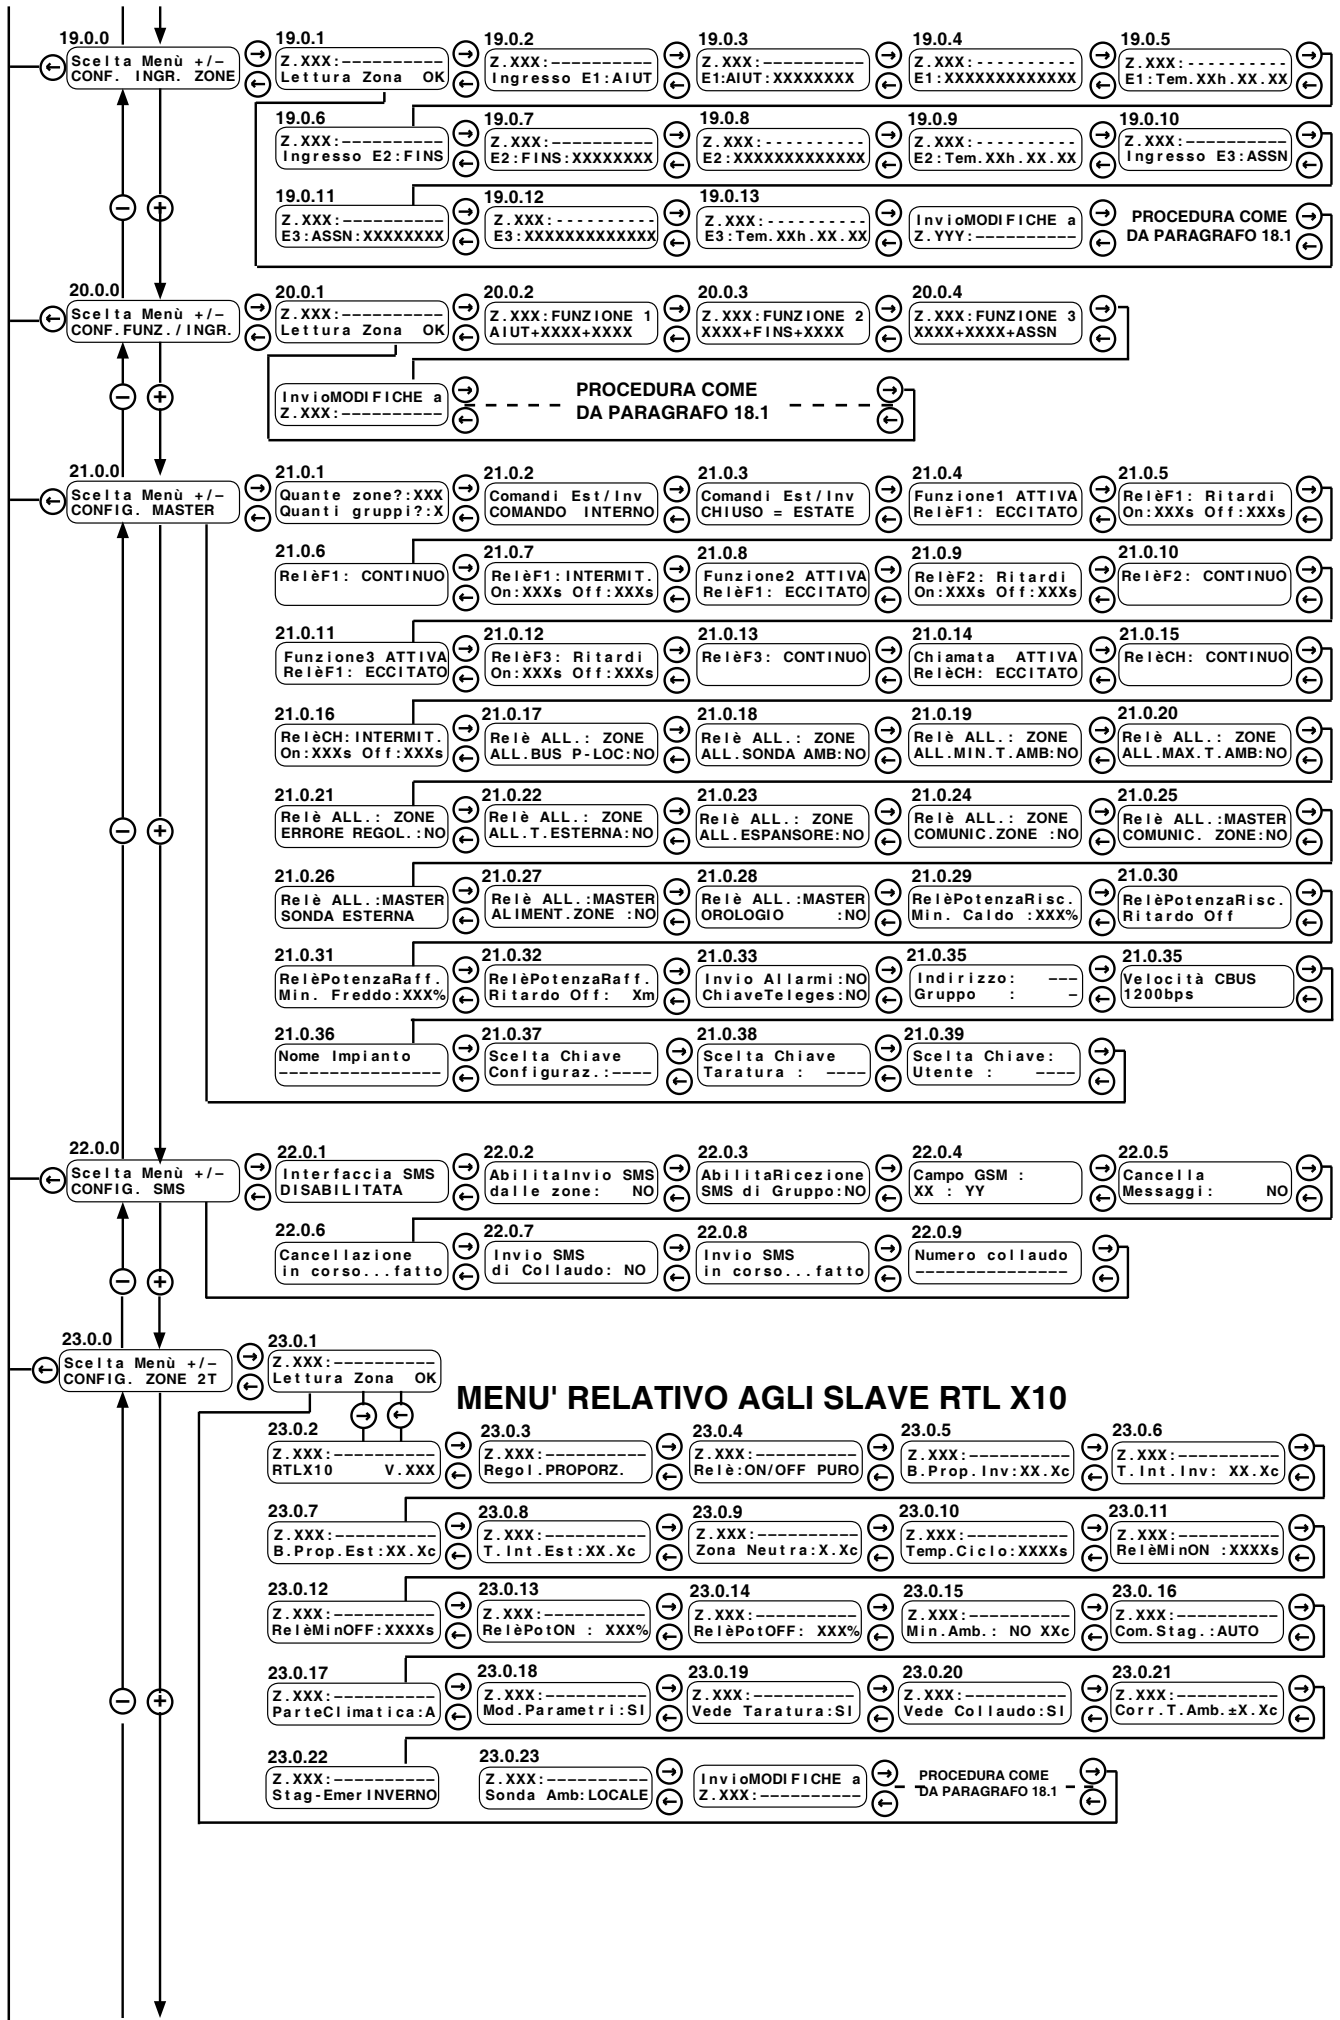 19.0.0
Scelta Menù +/–
CONF. INGR. ZONE
19.0.1
Z.XXX:––––––––––
Lettura Zona OK
19.0.2
Z.XXX:––––––––––
Ingresso E1:AIUT
19.0.3
Z.XXX:––––––––––
E1:AIUT:XXXXXXXX
19.0.4
Z.XXX:----------
E1:XXXXXXXXXXXXX
19.0.5
Z.XXX:----------
E1:Tem.XXh.XX.XX
19.0.6
Z.XXX:––––––––––
Ingresso E2:FINS
19.0.7
Z.XXX:––––––––––
E2:FINS:XXXXXXXX
19.0.8
Z.XXX:----------
E2:XXXXXXXXXXXXX
19.0.9
Z.XXX:----------
E2:Tem.XXh.XX.XX
19.0.10
Z.XXX:––––––––––
Ingresso E3:ASSN
19.0.11
Z.XXX:––––––––––
E3:ASSN:XXXXXXXX
19.0.12
Z.XXX:----------
E3:XXXXXXXXXXXXX
19.0.13
Z.XXX:----------
E3:Tem.XXh.XX.XX
InvioMODIFICHE a
Z.YYY:––––––––––
PROCEDURA COME
DA PARAGRAFO 18.1
20.0.0
Scelta Menù +/–
CONF.FUNZ./INGR.
20.0.1
Z.XXX:––––––––––
Lettura Zona OK
20.0.2
Z.XXX:FUNZIONE 1
AIUT+XXXX+XXXX
20.0.3
Z.XXX:FUNZIONE 2
XXXX+FINS+XXXX
20.0.4
Z.XXX:FUNZIONE 3
XXXX+XXXX+ASSN
InvioMODIFICHE a
Z.XXX:––––––––––
PROCEDURA COME
DA PARAGRAFO 18.1
21.0.0
Scelta Menù +/–
CONFIG. MASTER
21.0.1
Quante zone?:XXX
Quanti gruppi?:X
21.0.2
Comandi Est/Inv
COMANDO INTERNO
21.0.3
Comandi Est/Inv
CHIUSO = ESTATE
21.0.4
Funzione1 ATTIVA
RelèF1: ECCITATO
21.0.5
RelèF1: Ritardi
On:XXXs Off:XXXs
21.0.6
RelèF1: CONTINUO
21.0.7
RelèF1:INTERMIT.
On:XXXs Off:XXXs
21.0.8
Funzione2 ATTIVA
RelèF1: ECCITATO
21.0.9
RelèF2: Ritardi
On:XXXs Off:XXXs
21.0.10
RelèF2: CONTINUO
21.0.11
Funzione3 ATTIVA
RelèF1: ECCITATO
21.0.12
RelèF3: Ritardi
On:XXXs Off:XXXs
21.0.13
RelèF3: CONTINUO
21.0.14
Chiamata ATTIVA
RelèCH: ECCITATO
21.0.15
RelèCH: CONTINUO
21.0.16
RelèCH:INTERMIT.
On:XXXs Off:XXXs
21.0.17
Relè ALL.: ZONE
ALL.BUS P-LOC:NO
21.0.18
Relè ALL.: ZONE
ALL.SONDA AMB:NO
21.0.19
Relè ALL.: ZONE
ALL.MIN.T.AMB:NO
21.0.20
Relè ALL.: ZONE
ALL.MAX.T.AMB:NO
21.0.21
Relè ALL.: ZONE
ERRORE REGOL.:NO
21.0.22
Relè ALL.: ZONE
ALL.T.ESTERNA:NO
21.0.23
Relè ALL.: ZONE
ALL.ESPANSORE:NO
21.0.24
Relè ALL.: ZONE
COMUNIC.ZONE :NO
21.0.25
Relè ALL.:MASTER
COMUNIC. ZONE:NO
21.0.26
Relè ALL.:MASTER
SONDA ESTERNA
21.0.27
Relè ALL.:MASTER
ALIMENT.ZONE :NO
21.0.28
Relè ALL.:MASTER
OROLOGIO :NO
21.0.29
RelèPotenzaRisc.
Min. Caldo :XXX%
21.0.30
RelèPotenzaRisc.
Ritardo Off
21.0.31
RelèPotenzaRaff.
Min. Freddo:XXX%
21.0.32
RelèPotenzaRaff.
Ritardo Off: Xm
21.0.33
Invio Allarmi:NO
ChiaveTeleges:NO
21.0.35
Indirizzo: –––
Gruppo : –
21.0.35
Velocità CBUS
1200bps
21.0.36
Nome Impianto
––––––––––––––––
21.0.37
Scelta Chiave
Configuraz.:––––
21.0.38
Scelta Chiave
Taratura : ––––
21.0.39
Scelta Chiave:
Utente : ––––
22.0.0
Scelta Menù +/–
CONFIG. SMS
22.0.1
Interfaccia SMS
DISABILITATA
22.0.2
AbilitaInvio SMS
dalle zone: NO
22.0.3
AbilitaRicezione
SMS di Gruppo:NO
22.0.4
Campo GSM :
XX : YY
22.0.5
Cancella
Messaggi: NO
22.0.6
Cancellazione
in corso...fatto
22.0.7
Invio SMS
di Collaudo: NO
22.0.8
Invio SMS
in corso...fatto
22.0.9
Numero collaudo
–––––––––––––––
23.0.0
Scelta Menù +/–
CONFIG. ZONE 2T
23.0.1
Z.XXX:––––––––––
Lettura Zona OK
MENU' RELATIVO AGLI SLAVE RTL X10
23.0.2
Z.XXX:––––––––––
RTLX10 V.XXX
23.0.3
Z.XXX:––––––––––
Regol.PROPORZ.
23.0.4
Z.XXX:––––––––––
Relè:ON/OFF PURO
23.0.5
Z.XXX:––––––––––
B.Prop.Inv:XX.Xc
23.0.6
Z.XXX:––––––––––
T.Int.Inv: XX.Xc
23.0.7
Z.XXX:––––––––––
B.Prop.Est:XX.Xc
23.0.8
Z.XXX:––––––––––
T.Int.Est:XX.Xc
23.0.9
Z.XXX:––––––––––
Zona Neutra:X.Xc
23.0.10
Z.XXX:––––––––––
Temp.Ciclo:XXXXs
23.0.11
Z.XXX:––––––––––
RelèMinON :XXXXs
23.0.12
Z.XXX:––––––––––
RelèMinOFF:XXXXs
23.0.13
Z.XXX:––––––––––
RelèPotON : XXX%
23.0.14
Z.XXX:––––––––––
RelèPotOFF: XXX%
23.0.15
Z.XXX:––––––––––
Min.Amb.: NO XXc
23.0. 16
Z.XXX:––––––––––
Com.Stag.:AUTO
23.0.17
Z.XXX:––––––––––
ParteClimatica:A
23.0.18
Z.XXX:––––––––––
Mod.Parametri:SI
23.0.19
Z.XXX:––––––––––
Vede Taratura:SI
23.0.20
Z.XXX:––––––––––
Vede Collaudo:SI
23.0.21
Z.XXX:––––––––––
Corr.T.Amb.±X.Xc
23.0.22
Z.XXX:––––––––––
Stag-EmerINVERNO
23.0.23
Z.XXX:––––––––––
Sonda Amb:LOCALE
InvioMODIFICHE a
Z.XXX:––––––––––
PROCEDURA COME
DA PARAGRAFO 18.1